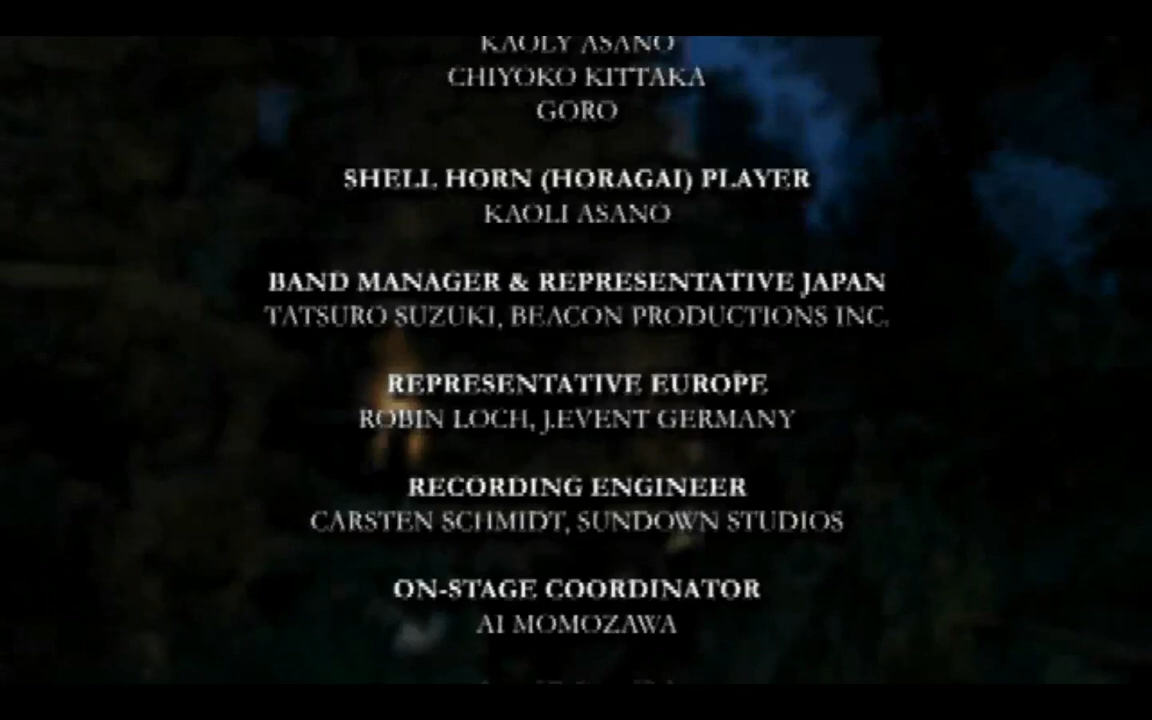 KAOLY ASANO
CHIYOKO KITTAKA
GORO
SHELL HORN (HORAGAI) PLAYER
KAOLI ASANO
BAND MANAGER & REPRESENTATIVE JAPAN
TATSURO SUZUKI, BEACON PRODUCTIONS INC.
REPRESENTATIVE EUROPE
ROBIN LOCH, J.EVENT GERMANY
RECORDING ENGINEER
CARSTEN SCHMIDT, SUNDOWN STUDIOS
ON-STAGE COORDINATOR
AI MOMOZAWA